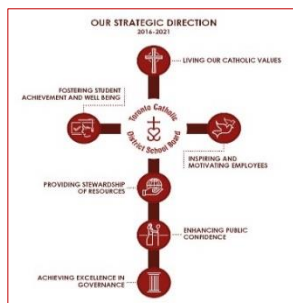 OUR STRATEGIC DIRECTION
2016-2021
LIVING OUR CATHOLIC VALUES
FOSTERING STUDENT
ACHIEVEMENT AND WELL BEING
Toronto Catholic
District School Board
INSPIRING AND
MOTIVATING EMPLOYEES
PROVIDING STEWARDSHIP
OF RESOURCES
ENHANCING PUBLIC
CONFIDENCE
ACHIEVING EXCELLENCE IN
GOVERNANCE